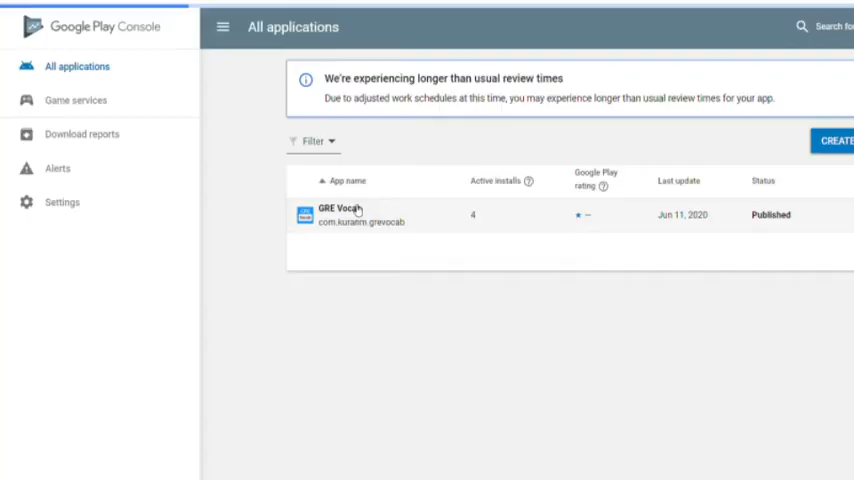 Google Play Console
All applications
Search for
All applications
Game services
Download reports
Alerts
Settings
We're experiencing longer than usual review times
Due to adjusted work schedules at this time, you may experience longer than usual review times for your app.
Filter
CREATE
App name
Active installs
Google Play
rating
Last update
Status
GRE Vocab
com.kuranm.grevocab
4
Jun 11, 2020
Published